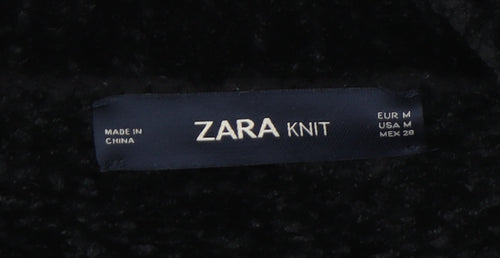 MADE IN
CHINA
ZARA KNIT
EUR M
USA M
MEX 28